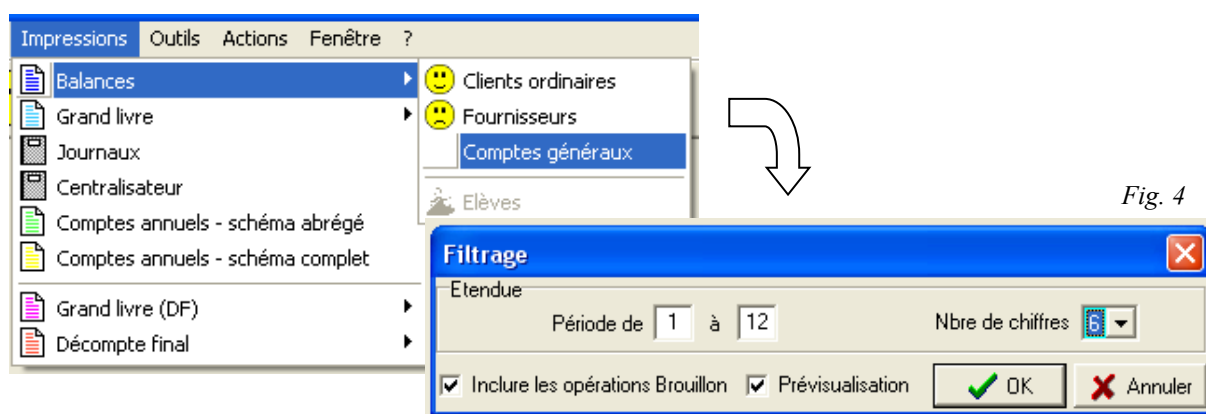 Impressions Outils Actions Fenêtre ?
Balances
Grand livre
Journaux
Centralisateur
Comptes annuels - schéma abrégé
Comptes annuels - schéma complet
Grand livre (DF)
Décompte final
Clients ordinaires
Fournisseurs
Comptes généraux
Elèves
Fig. 4
Filtrage
Etendue
Période de 1 à 12 Nbre de chiffres 6
Inclure les opérations Brouillon Prévisualisation OK Annuler